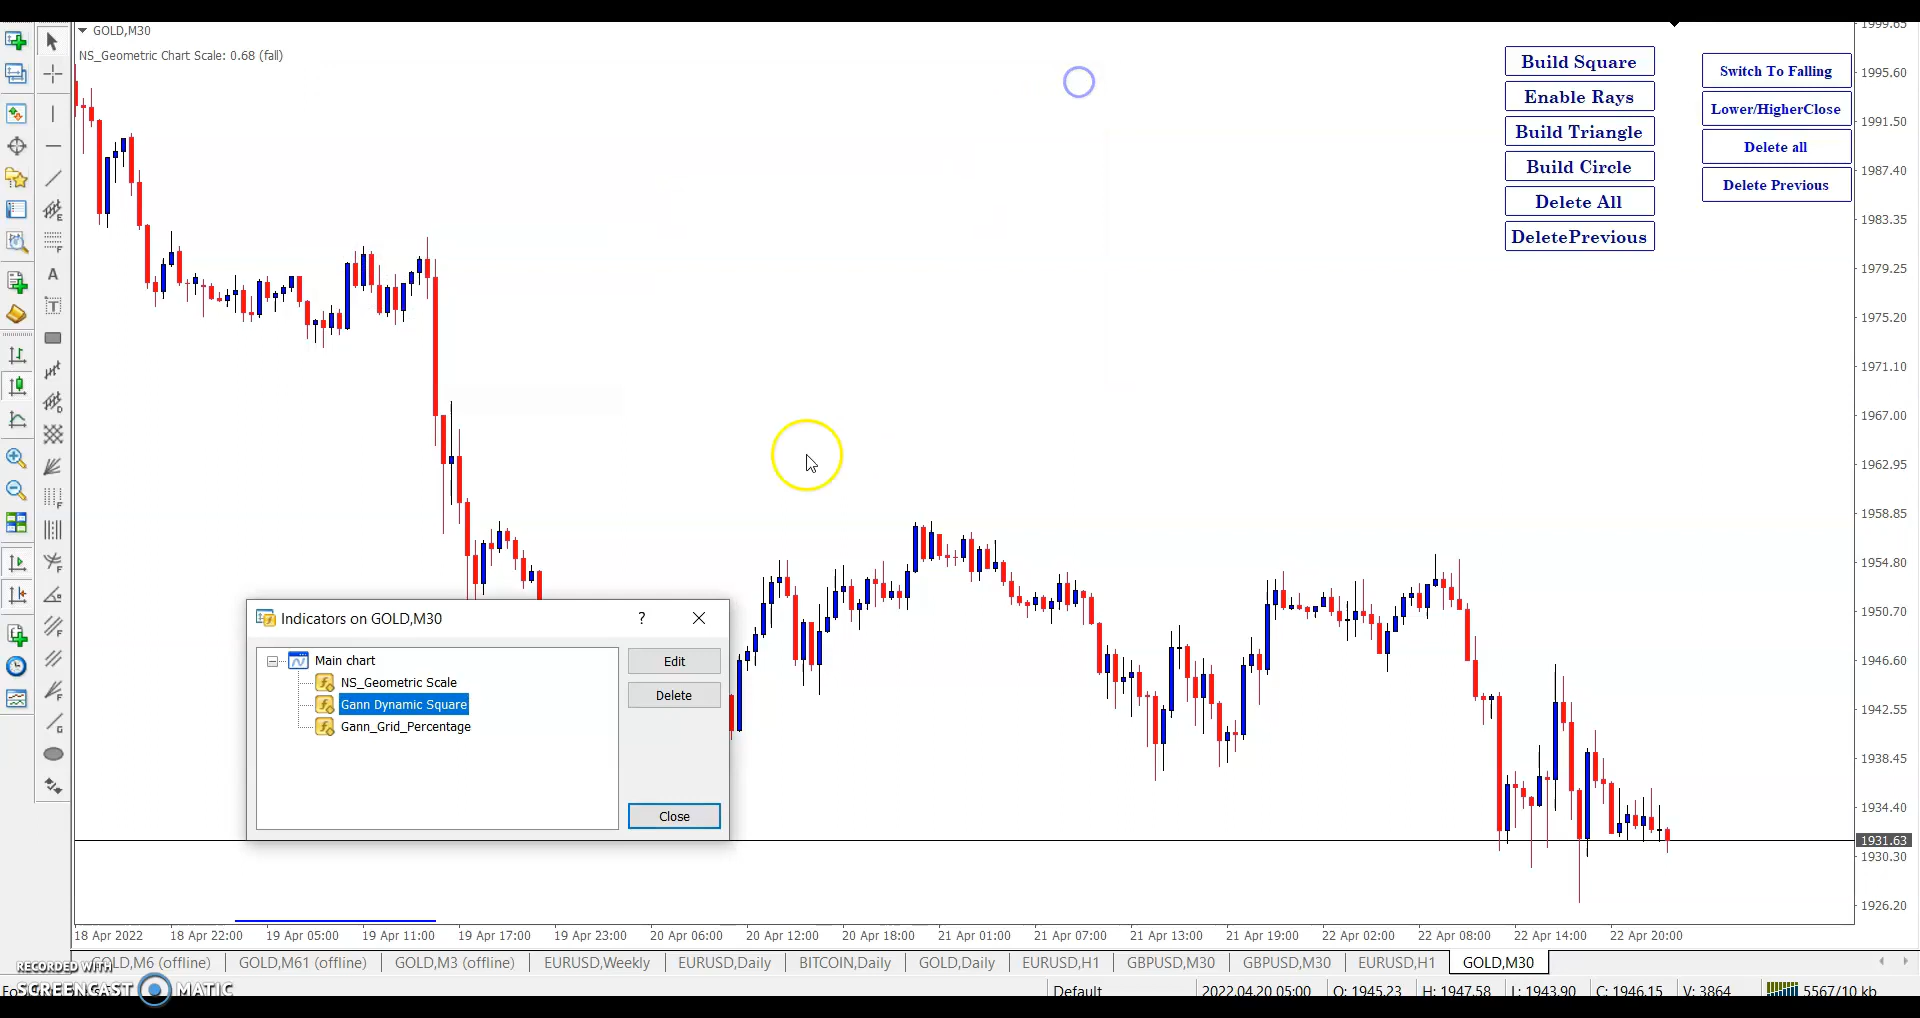 GOLD,M30
NS_Geometric Chart Scale: 0.68 (fall)
Build Square
Enable Rays
Build Triangle
Build Circle
Delete All
DeletePrevious
Switch To Falling
Lower/HigherClose
Delete all
Delete Previous
1999.65
1995.60
1991.50
1987.40
1983.35
1979.25
1975.20
1971.10
1967.00
1962.95
1958.85
1954.80
1950.70
1946.60
1942.55
1938.45
1934.40
1931.63
1930.30
1926.20
E
F
A
T
D
F
F
F
F
G
Indicators on GOLD,M30
?
Main chart
NS_Geometric Scale
Gann Dynamic Square
Gann_Grid_Percentage
Edit
Delete
Close
18 Apr 2022
18 Apr 22:00
19 Apr 05:00
19 Apr 11:00
19 Apr 17:00
19 Apr 23:00
20 Apr 06:00
20 Apr 12:00
20 Apr 18:00
21 Apr 01:00
21 Apr 07:00
21 Apr 13:00
21 Apr 19:00
22 Apr 02:00
22 Apr 08:00
22 Apr 14:00
22 Apr 20:00
M6 (offline)
GOLD,M61 (offline)
GOLD,M3 (offline)
EURUSD,Weekly
EURUSD,Daily
BITCOIN,Daily
GOLD,Daily
EURUSD,H1
GBPUSD,M30
GBPUSD,M30
EURUSD,H1
GOLD,M30
RECORDED WITH
SCREENCAST MATIC
Default
2022.04.20 05:00
O: 1945.23
H: 1947.58
L: 1943.90
C: 1946.15
V: 3864
5567/10 kb